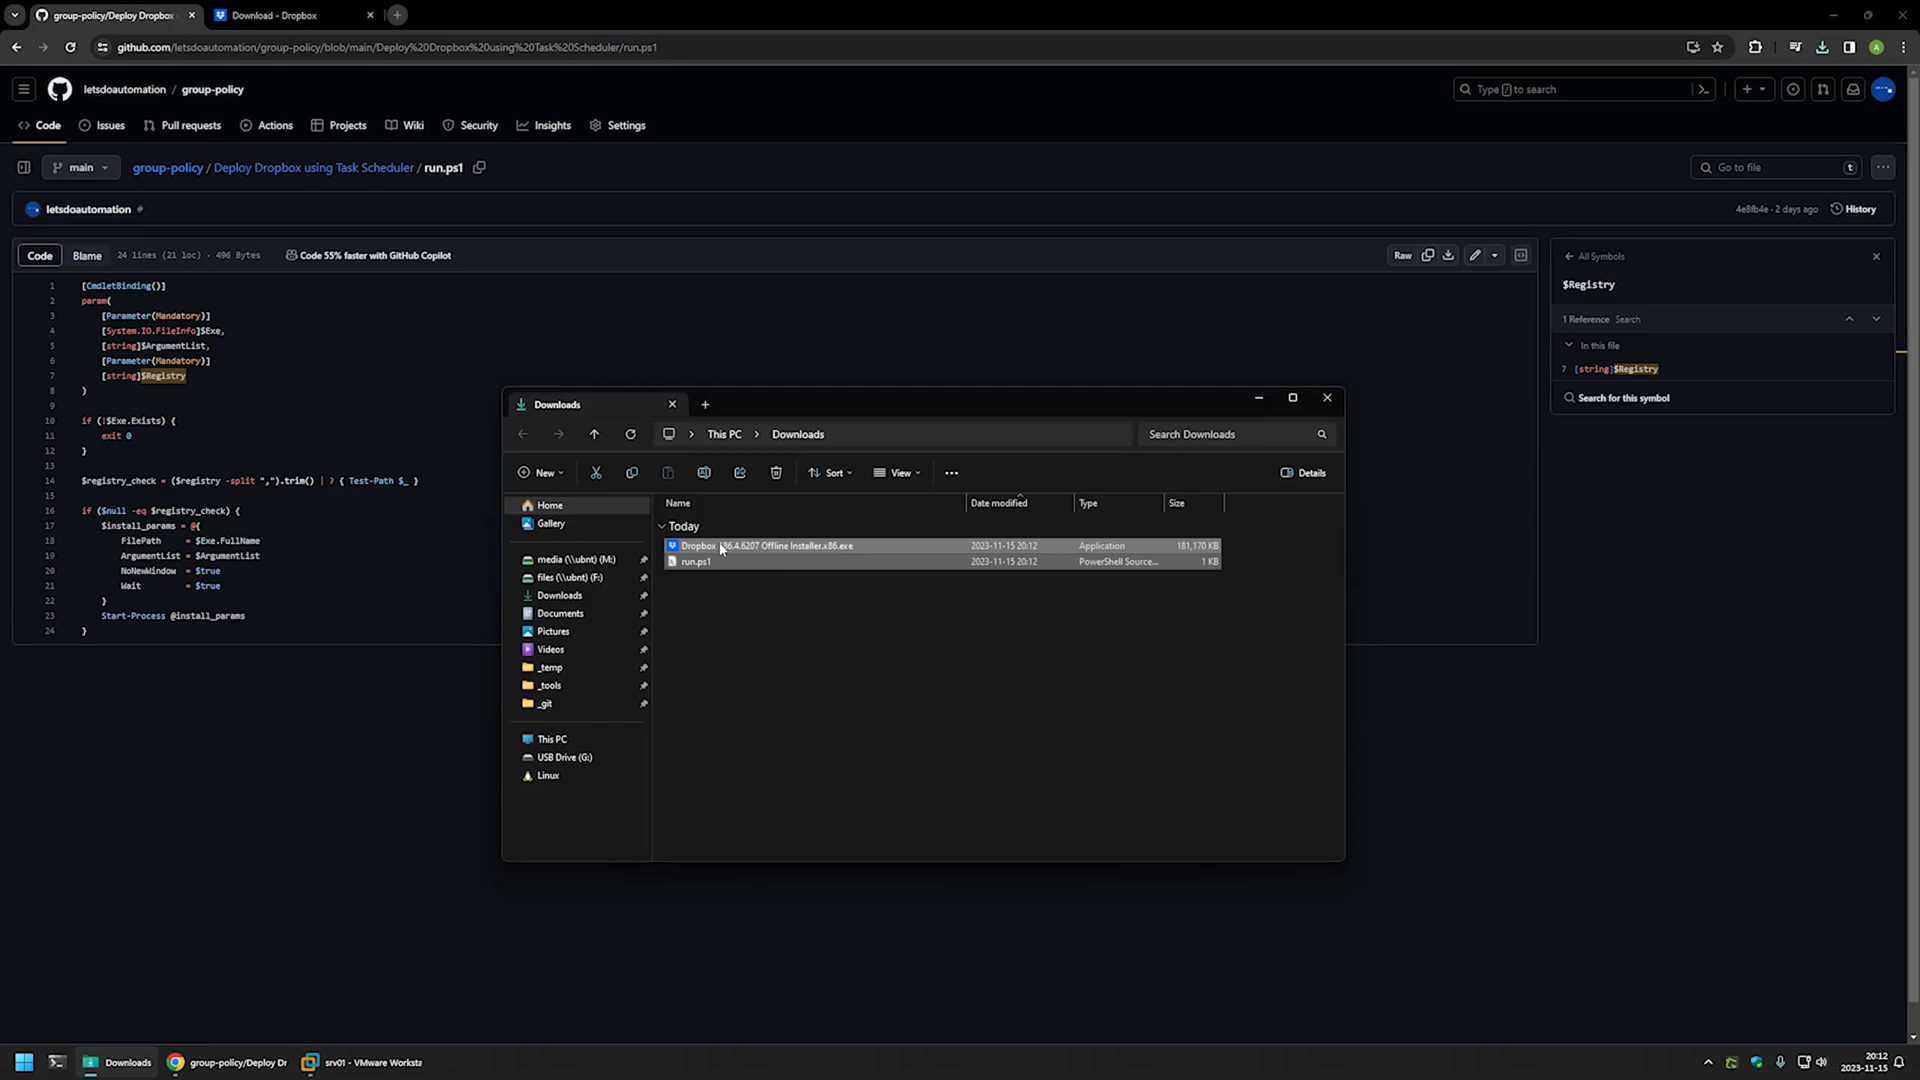 group-policy/Deploy Dropbox
Download - Dropbox
github.com/letsdoautomation/group-policy/blob/main/Deploy%20Dropbox%20using%20Task%20Scheduler/run.ps1
A
letsdoautomation / group-policy
Type / to search
Code
Issues
Pull requests
Actions
Projects
Wiki
Security
Insights
Settings
main
group-policy / Deploy Dropbox using Task Scheduler / run.ps1
Go to file
t
letsdoautomation
4e8fb4e · 2 days ago
History
Code
Blame
24 lines (21 loc) · 496 Bytes
Code 55% faster with GitHub Copilot
Raw
1 [CmdletBinding()]
2 param(
3 [Parameter(Mandatory)]
4 [System.IO.FileInfo]$Exe,
5 [string]$ArgumentList,
6 [Parameter(Mandatory)]
7 [string]$Registry
8 )
9
10 if (!$Exe.Exists) {
11 exit 0
12 }
13
14 $registry_check = ($registry -split ",").trim() | ? { Test-Path $_ }
15
16 if ($null -eq $registry_check) {
17 $install_params = @{
18 FilePath = $Exe.FullName
19 ArgumentList = $ArgumentList
20 NoNewWindow = $true
21 Wait = $true
22 }
23 Start-Process @install_params
24 }
All Symbols
$Registry
1 Reference Search
In this file
7 [string]$Registry
Search for this symbol
Downloads
This PC > Downloads
Search Downloads
New
Sort
View
Details
Home
Gallery
media (\\ubnt) (M:)
files (\\ubnt) (F:)
Downloads
Documents
Pictures
Videos
_temp
_tools
_git
This PC
USB Drive (G:)
Linux
Name
Date modified
Type
Size
Today
Dropbox 186.4.6207 Offline Installer.x86.exe 2023-11-15 20:12 Application 181,170 KB
run.ps1 2023-11-15 20:12 PowerShell Source... 1 KB
Downloads
group-policy/Deploy Dr
srv01 - VMware Worksta
20:12
2023-11-15